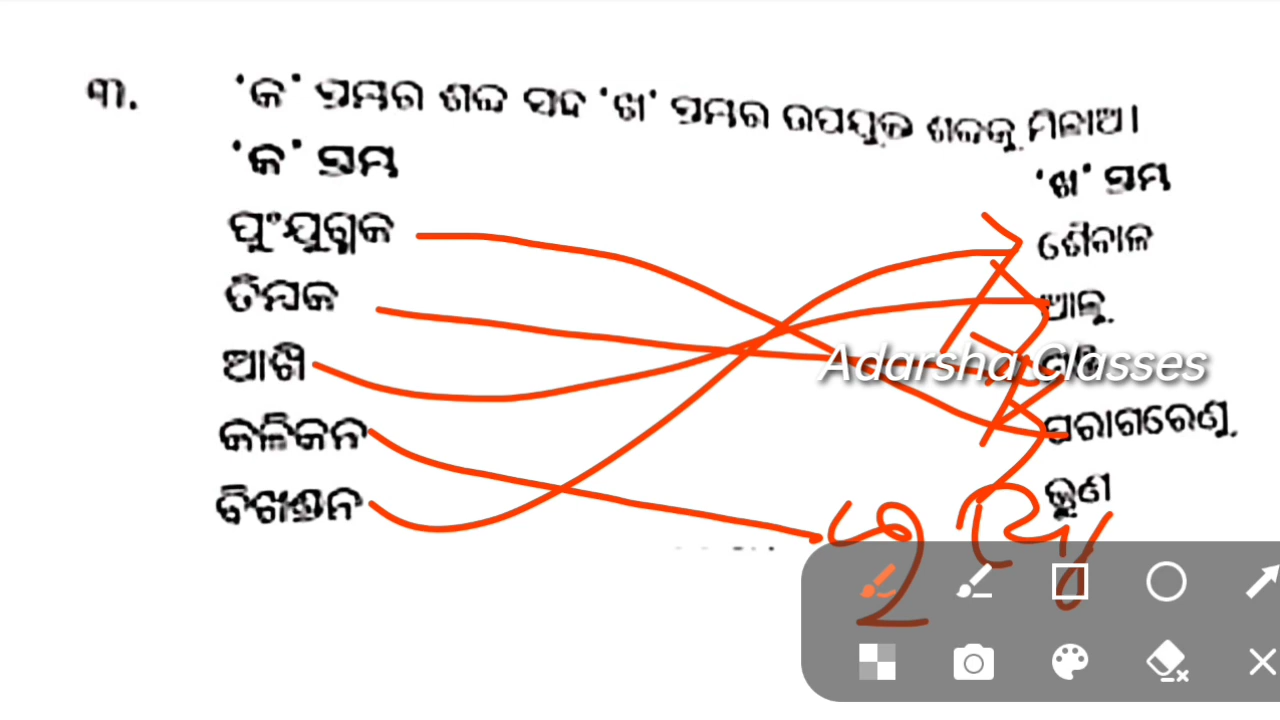 ୩. 'କ' ସ୍ତମ୍ଭର ଶବ୍ଦ ସହ 'ଖ' ସ୍ତମ୍ଭର ଉପଯୁକ୍ତ ଶବ୍ଦକୁ ମିଳାଅ।
'କ' ସ୍ତମ୍ଭ 'ଖ' ସ୍ତମ୍ଭ
ପୁଂଯୁଗ୍ମକ ଶୈବାଳ
ଡିମ୍ବକ ଆଳୁ
Adarsha Classes
ଆଖି
କଳିକନ ପରାଗରେଣୁ
ବିଖଣ୍ଡନ ଭ୍ରୁଣ